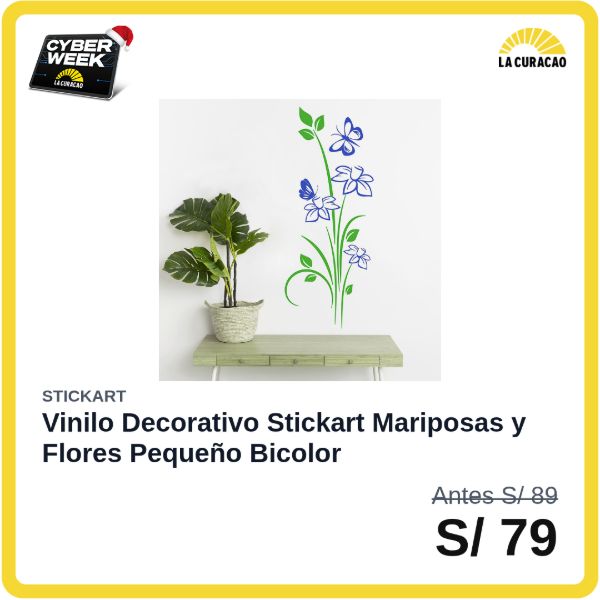 CYBER
WEEK
LA CURACAO
LA CURACAO
STICKART
Vinilo Decorativo Stickart Mariposas y
Flores Pequeño Bicolor
Antes S/ 89
S/ 79